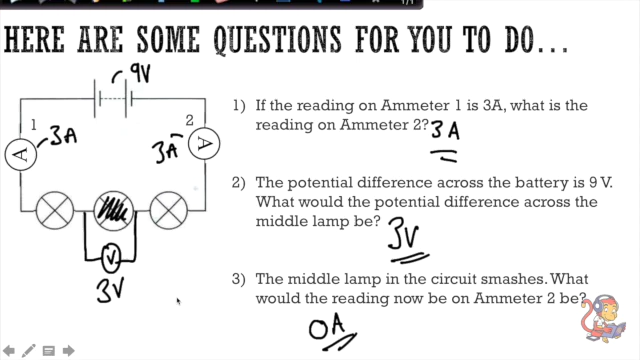 HERE ARE SOME QUESTIONS FOR YOU TO DO...
9V
1
2
3A
3A
A
A
V
3V
1) If the reading on Ammeter 1 is 3A, what is the
reading on Ammeter 2? 3A
2) The potential difference across the battery is 9 V.
What would the potential difference across the
middle lamp be?
3V
3) The middle lamp in the circuit smashes. What
would the reading now be on Ammeter 2 be?
0A